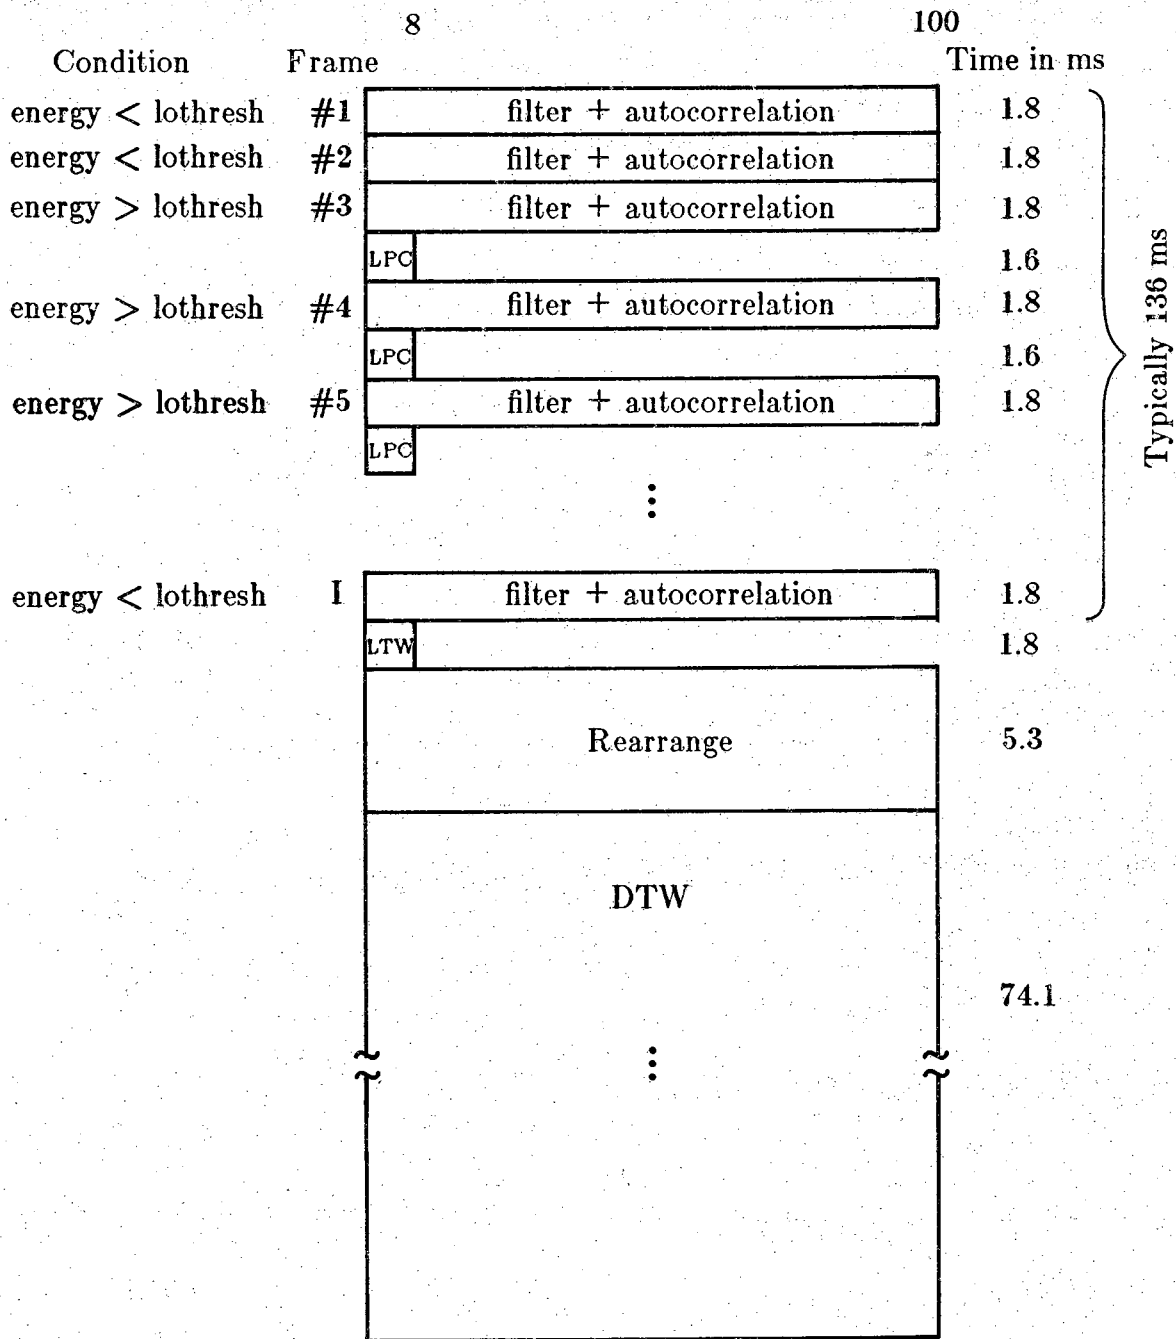 8 100
Condition Frame Time in ms
energy < lothresh #1 filter + autocorrelation 1.8
energy < lothresh #2 filter + autocorrelation 1.8
energy > lothresh #3 filter + autocorrelation 1.8
LPC 1.6
energy > lothresh #4 filter + autocorrelation 1.8
LPC 1.6
energy > lothresh #5 filter + autocorrelation 1.8
LPC
⋮
energy < lothresh I filter + autocorrelation 1.8
Typically 136 ms
LTW 1.8
Rearrange 5.3
DTW
74.1
⋮